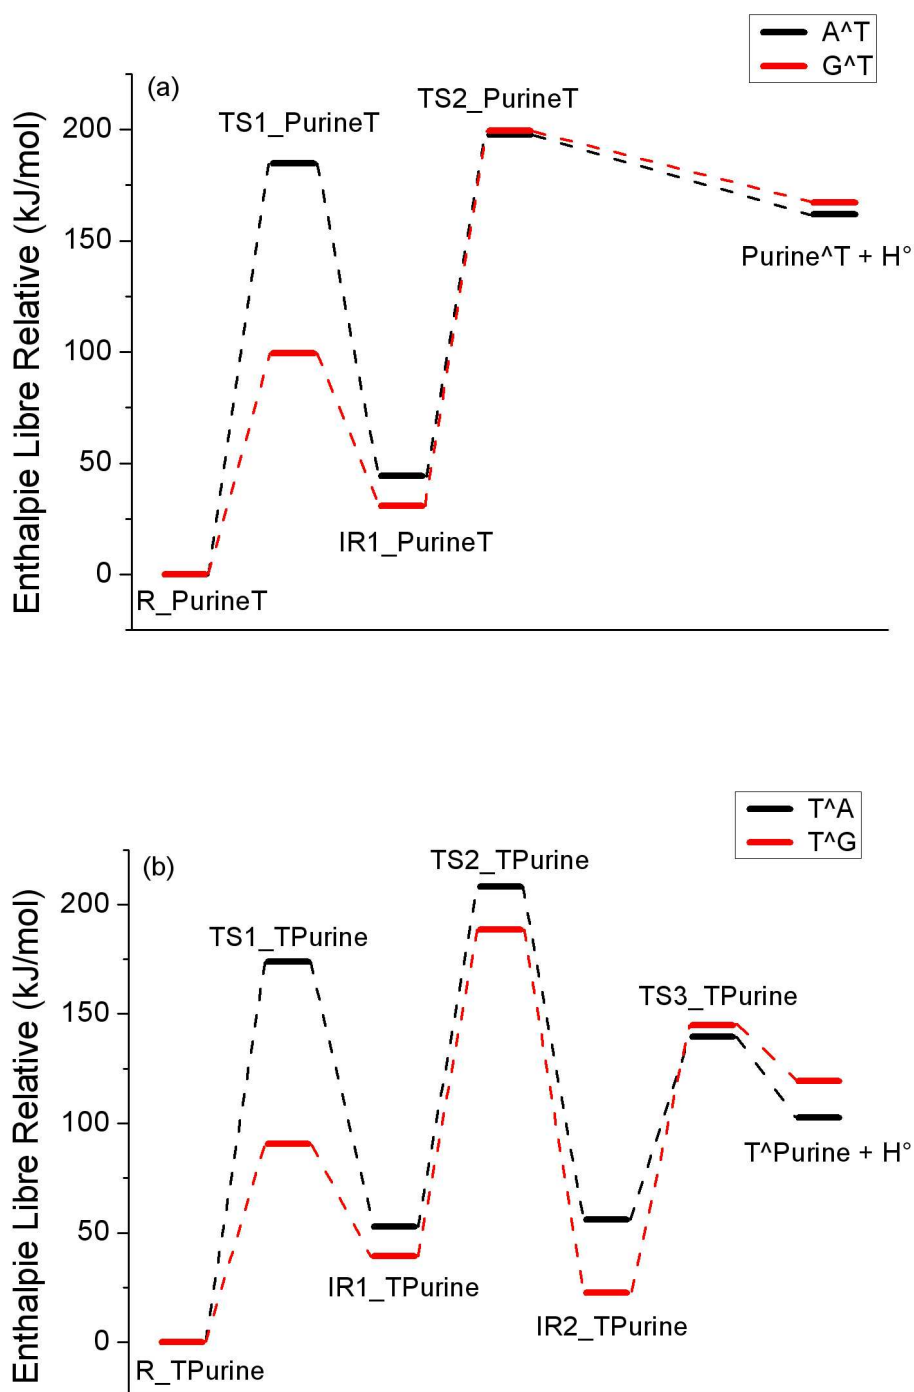 A^T
G^T
(a)
TS1_PurineT
TS2_PurineT
Enthalpie Libre Relative (kJ/mol)
200
150
100
50
0
Purine^T + H°
IR1_PurineT
R_PurineT
T^A
T^G
(b)
TS2_TPurine
TS1_TPurine
TS3_TPurine
Enthalpie Libre Relative (kJ/mol)
200
150
100
50
0
T^Purine + H°
IR1_TPurine
IR2_TPurine
R_TPurine